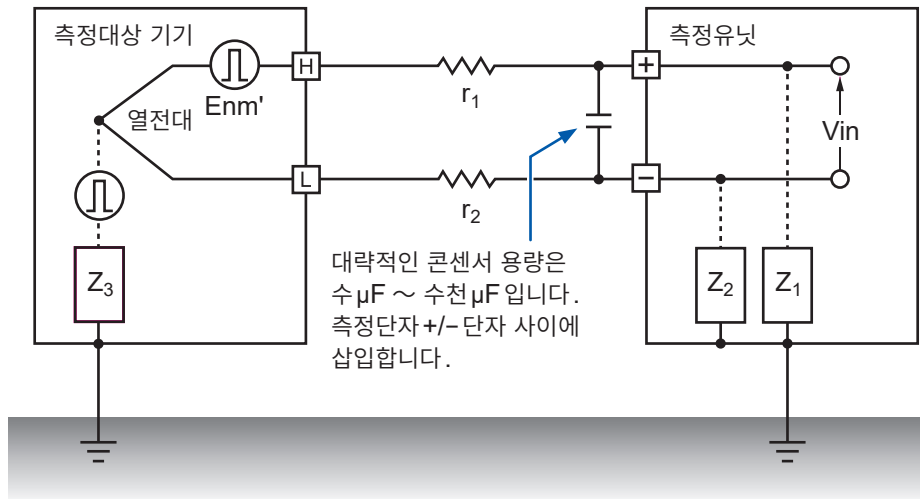 측정대상 기기
측정유닛
Enm'
H
r₁
+
열전대
Vin
L
r₂
−
Z₃
Z₂
Z₁
대략적인 콘센서 용량은
수μF ～ 수천μF입니다.
측정단자+/−단자 사이에
삽입합니다.